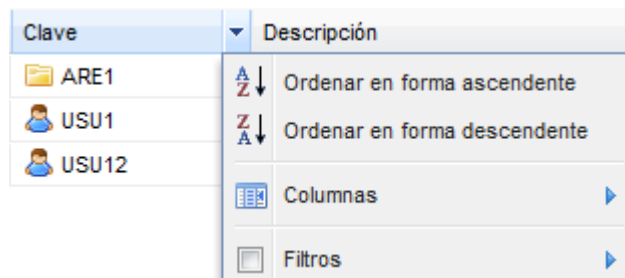 Clave Descripción
ARE1
Ordenar en forma ascendente
USU1
Ordenar en forma descendente
USU12
Columnas
Filtros